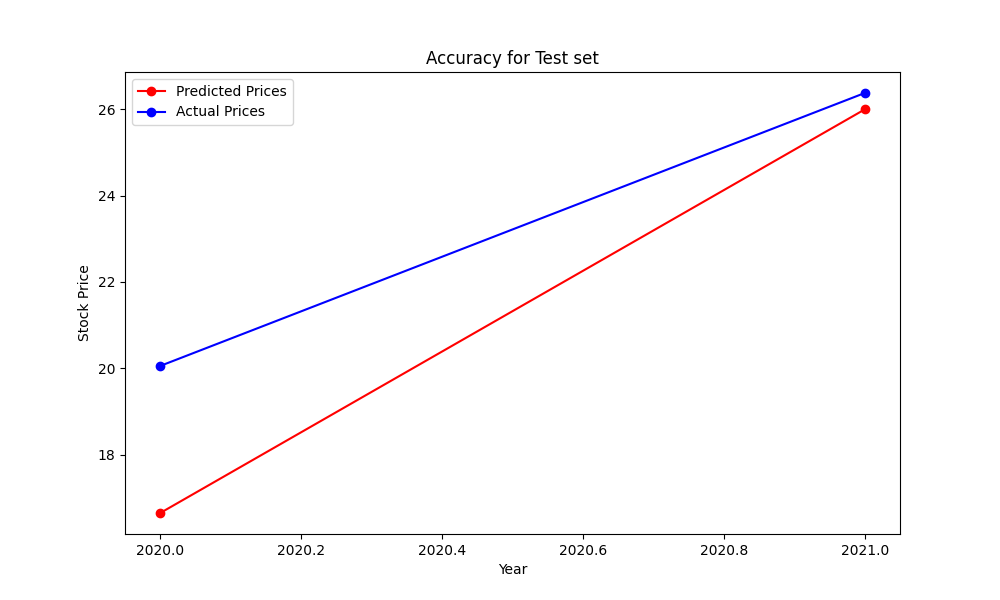 Accuracy for Test set
Predicted Prices
Actual Prices
26
24
22
20
18
Stock Price
2020.0 2020.2 2020.4 2020.6 2020.8 2021.0
Year